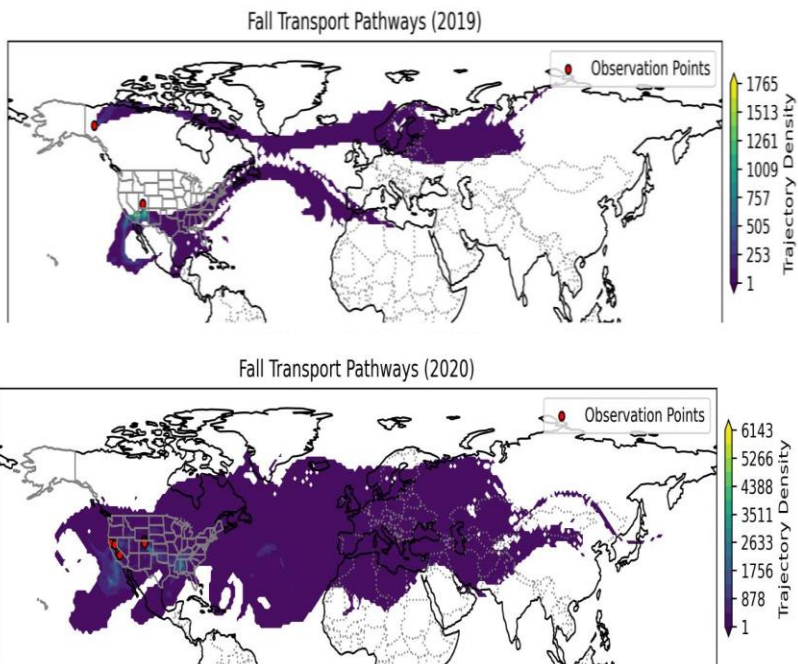 Fall Transport Pathways (2019)
Observation Points
1765
1513
1261
1009
757
505
253
1
Trajectory Density
Fall Transport Pathways (2020)
Observation Points
6143
5266
4388
3511
2633
1756
878
1
Trajectory Density